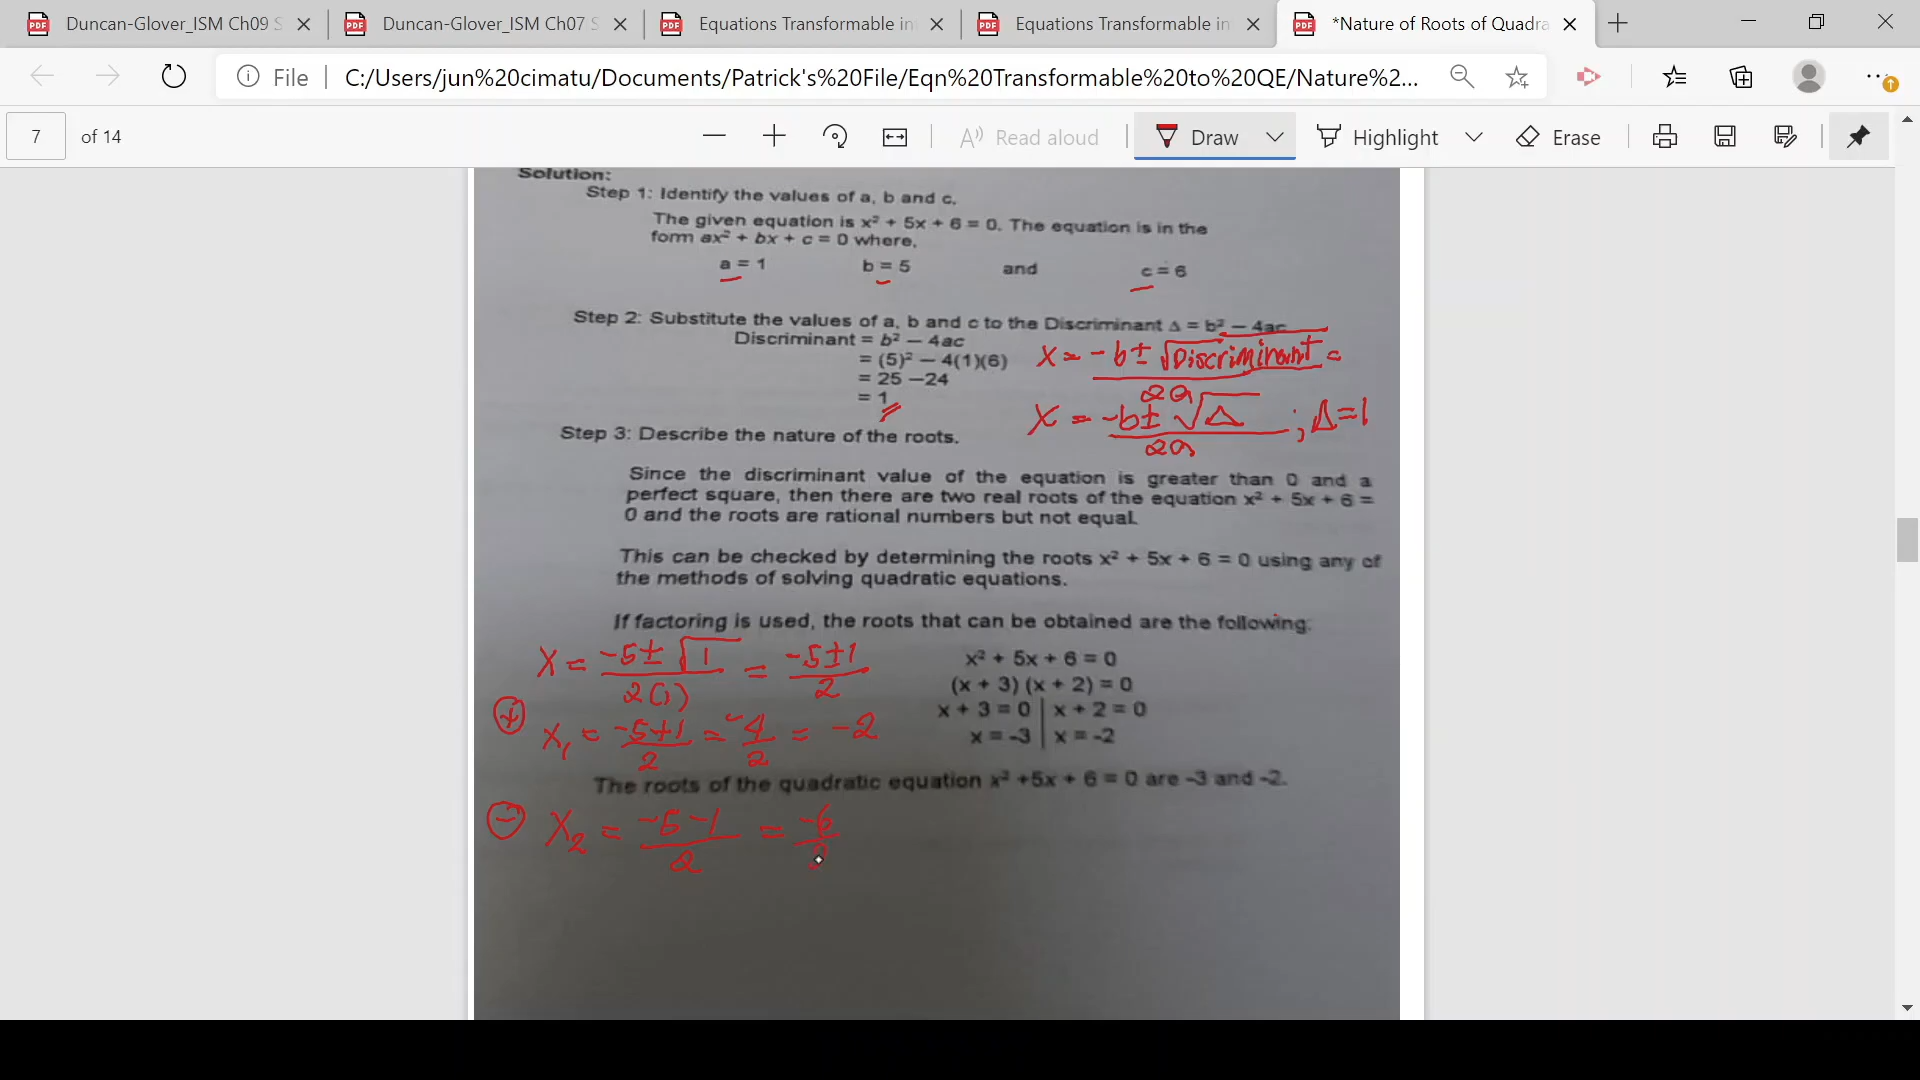 Duncan-Glover_ISM Ch09 S
Duncan-Glover_ISM Ch07 S
Equations Transformable in
Equations Transformable in
*Nature of Roots of Quadra
File
C:/Users/jun%20cimatu/Documents/Patrick's%20File/Eqn%20Transformable%20to%20QE/Nature%2...
7 of 14
Read aloud
Draw
Highlight
Erase
Solution:
Step 1: Identify the values of a, b and c.
The given equation is x² + 5x + 6 = 0. The equation is in the
form ax² + bx + c = 0 where,
a = 1 b = 5 and c = 6
Step 2: Substitute the values of a, b and c to the Discriminant Δ = b² – 4ac
Discriminant = b² – 4ac
= (5)² – 4(1)(6)
= 25 –24
= 1
X = -b ± √Discriminant =
2a
X = -b ± √Δ ; Δ=1
2a
Step 3: Describe the nature of the roots.
Since the discriminant value of the equation is greater than 0 and a
perfect square, then there are two real roots of the equation x² + 5x + 6 =
0 and the roots are rational numbers but not equal.
This can be checked by determining the roots x² + 5x + 6 = 0 using any of
the methods of solving quadratic equations.
If factoring is used, the roots that can be obtained are the following:
X = -5 ± √1 = -5 ± 1
2(1) 2
x² + 5x + 6 = 0
(x + 3) (x + 2) = 0
x + 3 = 0 | x + 2 = 0
x = -3 | x = -2
+ X₁ = -5+1 = -4 = -2
2 2
The roots of the quadratic equation x² +5x + 6 = 0 are -3 and -2.
- X₂ = -5-1 = -6
2 2